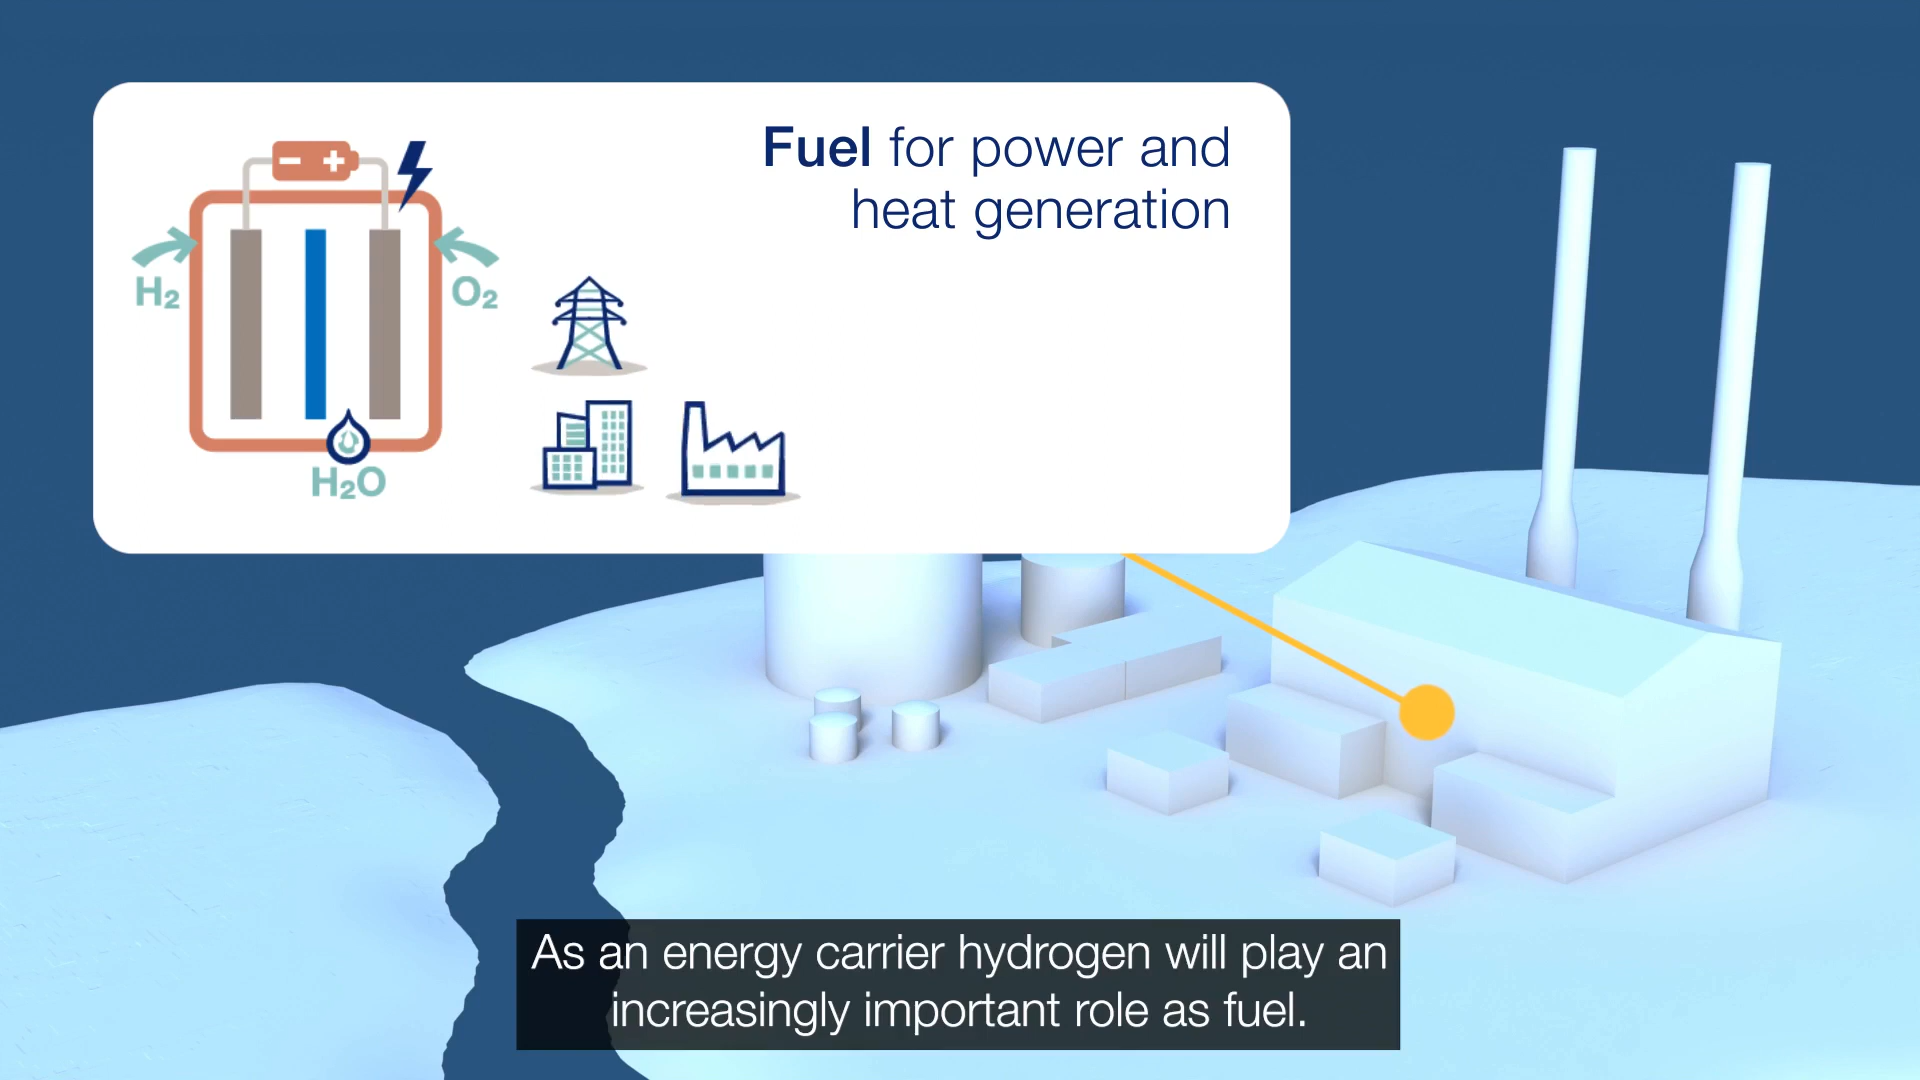 Fuel for power and
heat generation
H₂
O₂
H₂O
As an energy carrier hydrogen will play an
increasingly important role as fuel.